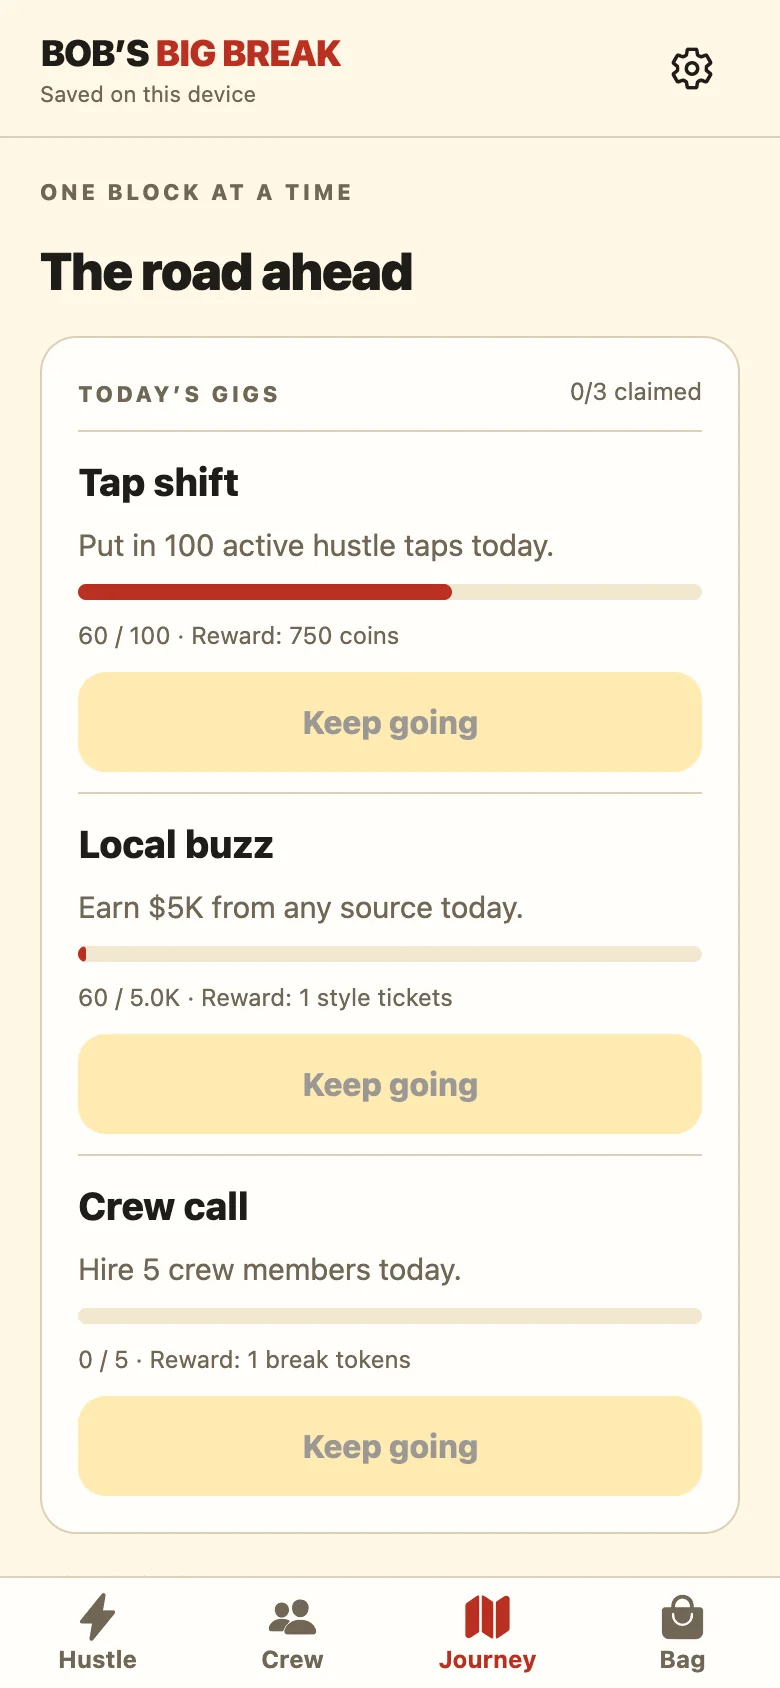 BOB’S BIG BREAK
Saved on this device
ONE BLOCK AT A TIME
The road ahead
TODAY’S GIGS
0/3 claimed
Tap shift
Put in 100 active hustle taps today.
60 / 100 · Reward: 750 coins
Keep going
Local buzz
Earn $5K from any source today.
60 / 5.0K · Reward: 1 style tickets
Keep going
Crew call
Hire 5 crew members today.
0 / 5 · Reward: 1 break tokens
Keep going
Hustle
Crew
Journey
Bag